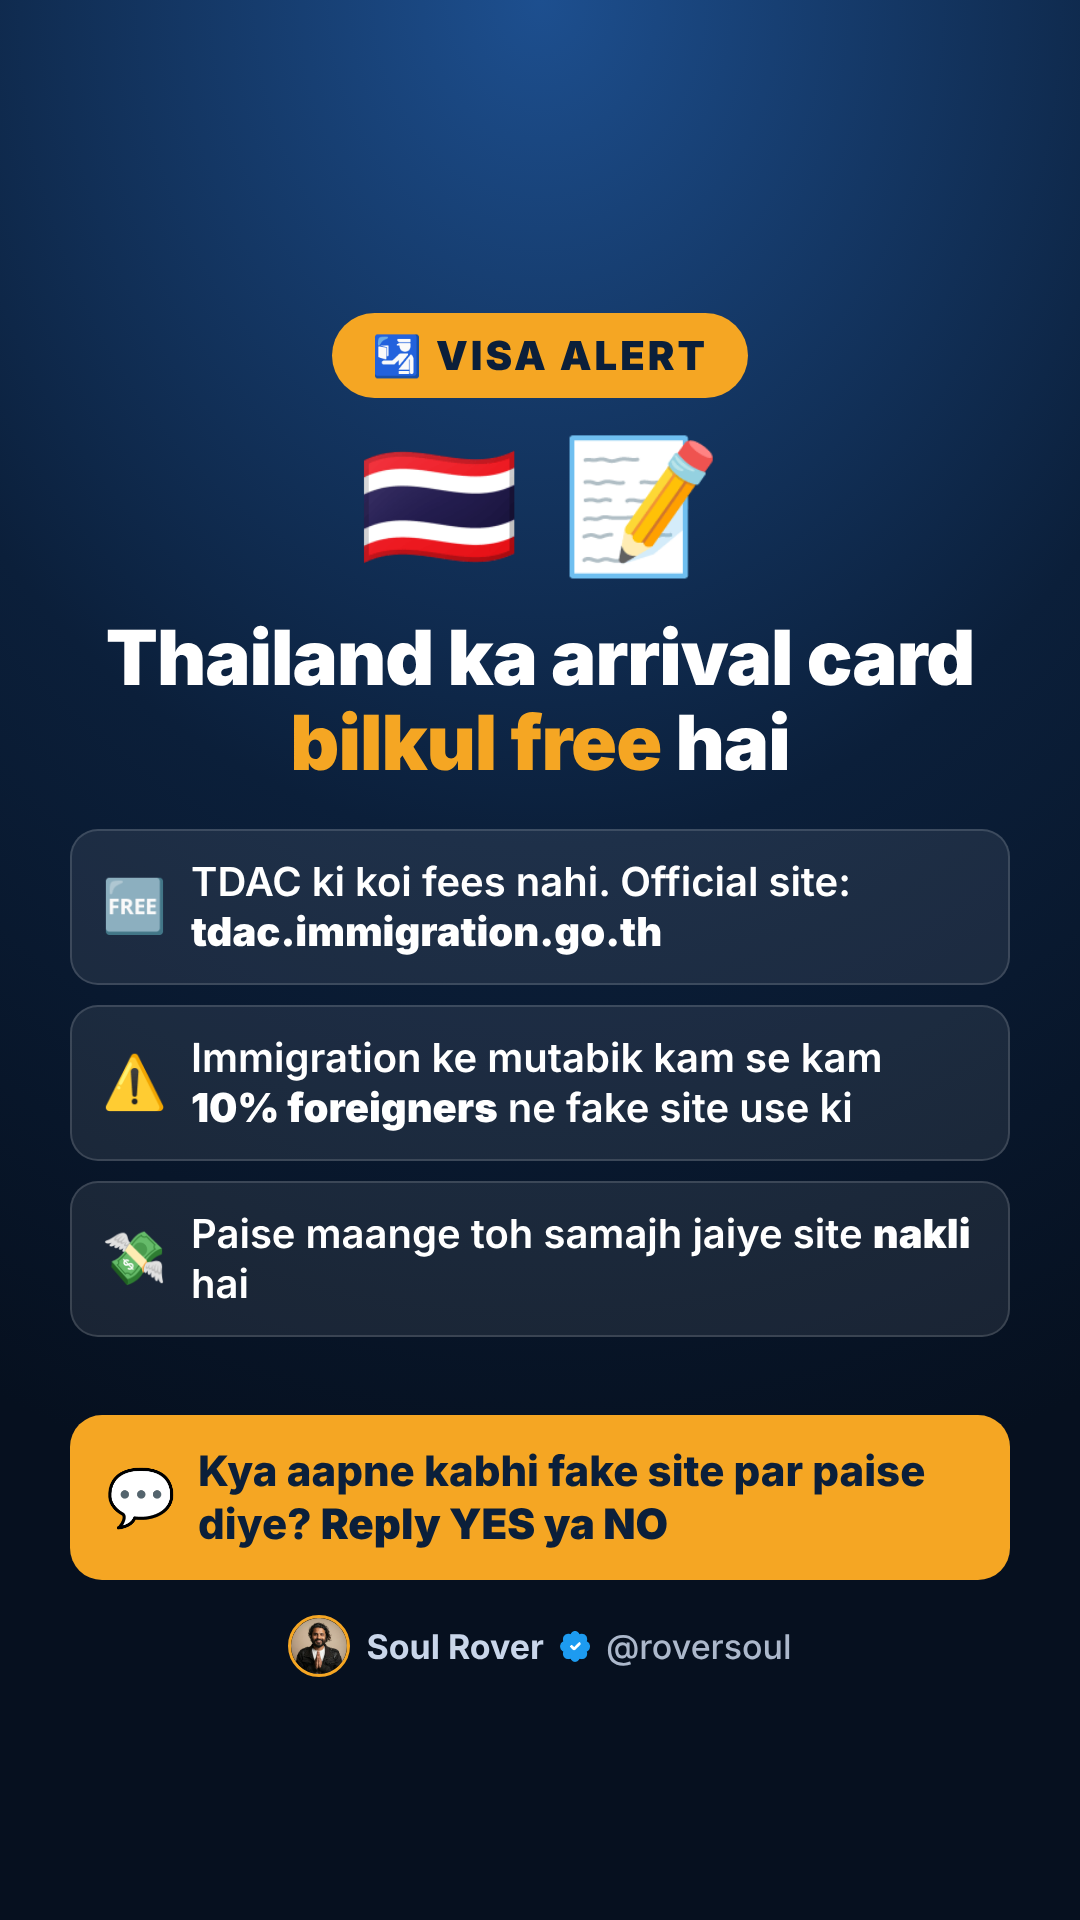 VISA ALERT
Thailand ka arrival card
bilkul free hai
FREE
TDAC ki koi fees nahi. Official site:
tdac.immigration.go.th
Immigration ke mutabik kam se kam
10% foreigners ne fake site use ki
Paise maange toh samajh jaiye site nakli
hai
Kya aapne kabhi fake site par paise
diye? Reply YES ya NO
Soul Rover @roversoul